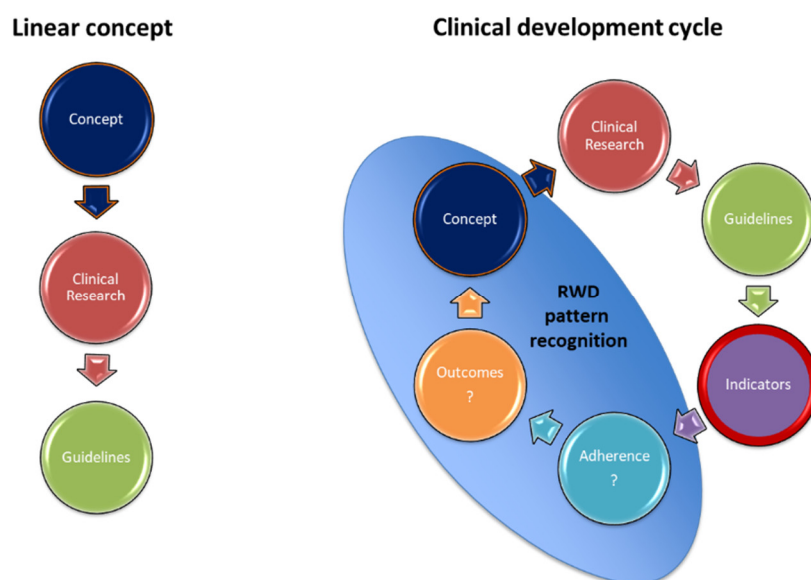 Linear concept
Concept
Clinical
Research
Guidelines
Clinical development cycle
Clinical
Research
Guidelines
Indicators
Adherence
?
Outcomes
?
Concept
RWD
pattern
recognition